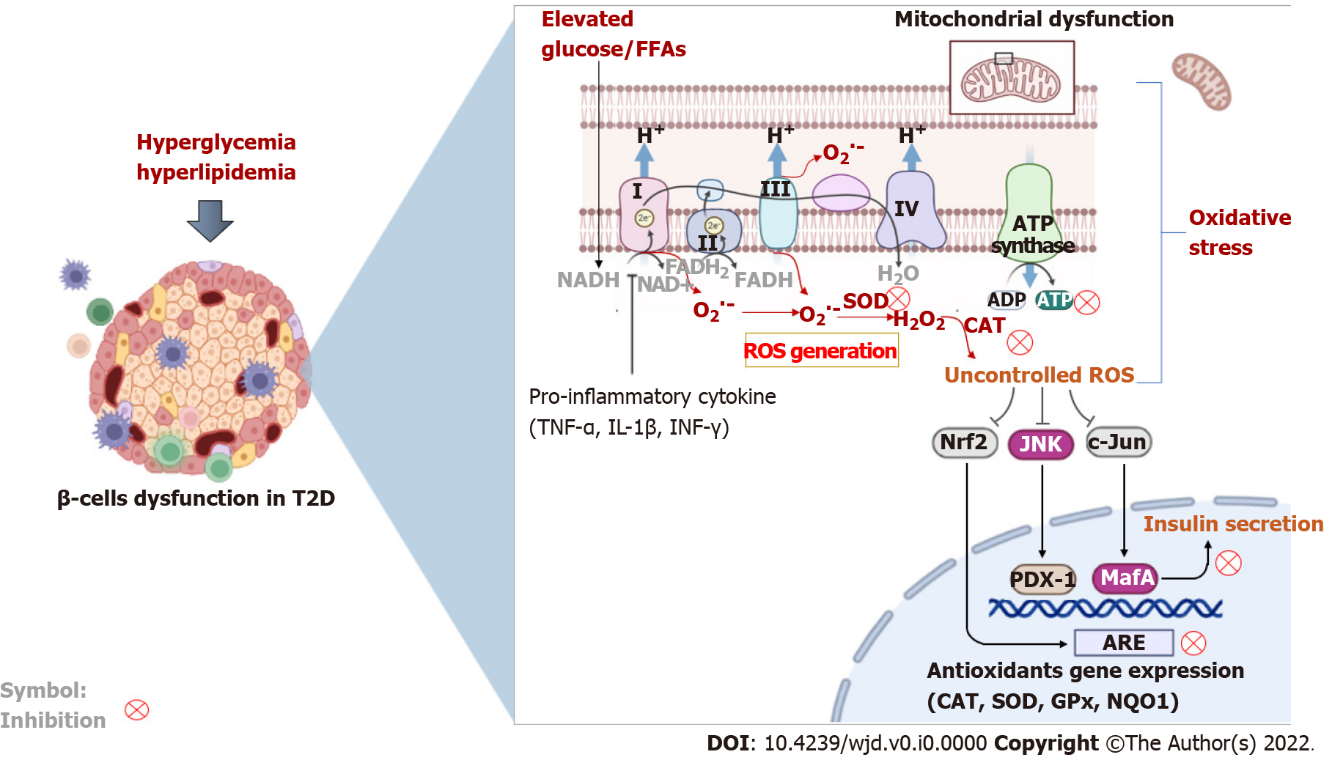 Elevated
glucose/FFAs
Mitochondrial dysfunction
Hyperglycemia
hyperlipidemia
H+
H+
H+
O2·-
I
III
IV
2e-
2e-
II
ATP
synthase
Oxidative
stress
NADH
NAD+
FADH2
FADH
H2O
ADP
ATP
O2·-
O2·-
SOD
H2O2
CAT
ROS generation
Uncontrolled ROS
Pro-inflammatory cytokine
(TNF-α, IL-1β, INF-γ)
Nrf2
JNK
c-Jun
β-cells dysfunction in T2D
Insulin secretion
PDX-1
MafA
ARE
Antioxidants gene expression
(CAT, SOD, GPx, NQO1)
Symbol:
Inhibition
DOI: 10.4239/wjd.v0.i0.0000 Copyright ©The Author(s) 2022.